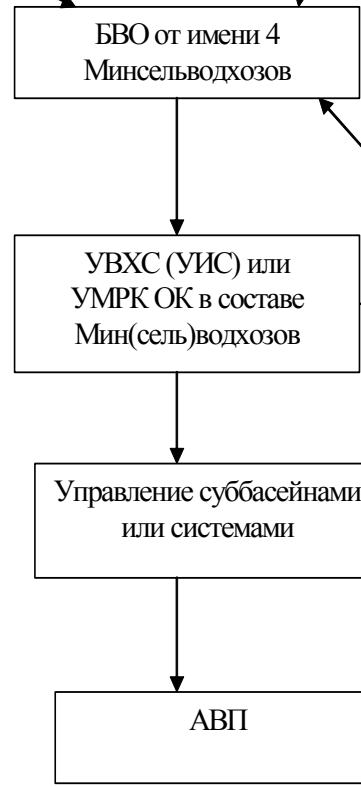 БВО от имени 4
Минсельводхозов
УВХС (УИС) или
УМРК ОК в составе
Мин(сель)водхозов
Управление суббасейнами
или системами
АВП